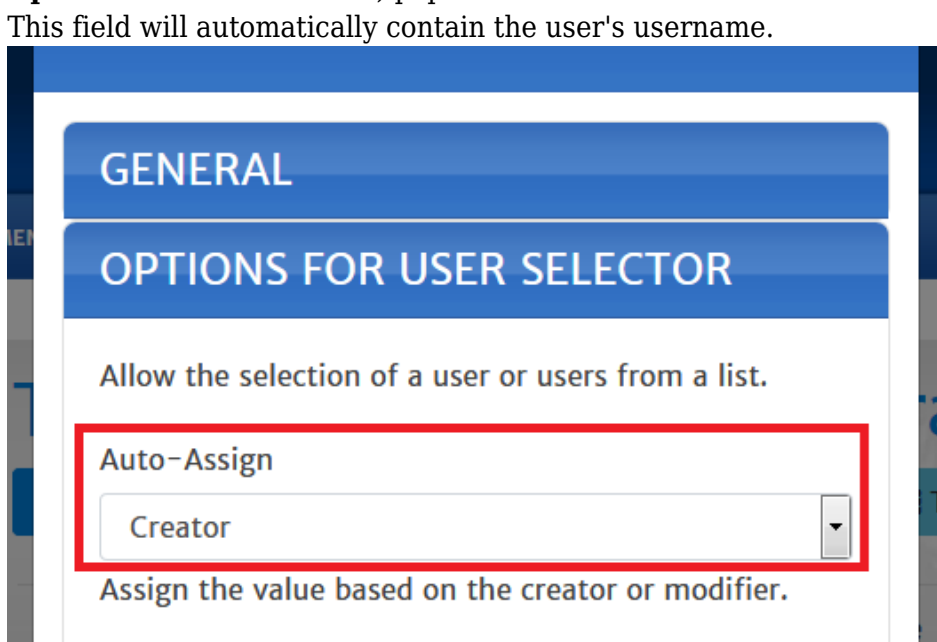 This field will automatically contain the user's username.
GENERAL
OPTIONS FOR USER SELECTOR
Allow the selection of a user or users from a list.
Auto-Assign
Creator
Assign the value based on the creator or modifier.